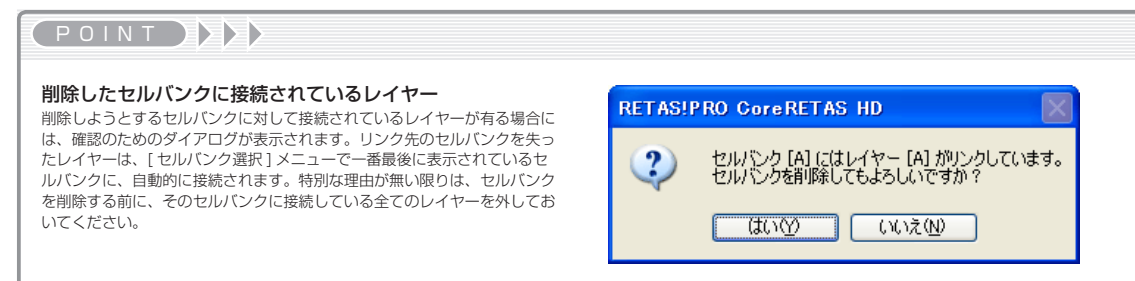 POINT
削除したセルバンクに接続されているレイヤー
削除しようとするセルバンクに対して接続されているレイヤーが有る場合に
は、確認のためのダイアログが表示されます。リンク先のセルバンクを失っ
たレイヤーは、[ セルバンク選択 ] メニューで一番最後に表示されているセ
ルバンクに、自動的に接続されます。特別な理由が無い限りは、セルバンク
を削除する前に、そのセルバンクに接続している全てのレイヤーを外してお
いてください。
RETAS!PRO CoreRETAS HD
セルバンク [A] にはレイヤー [A] がリンクしています。
セルバンクを削除してもよろしいですか？
はい(Y)
いいえ(N)